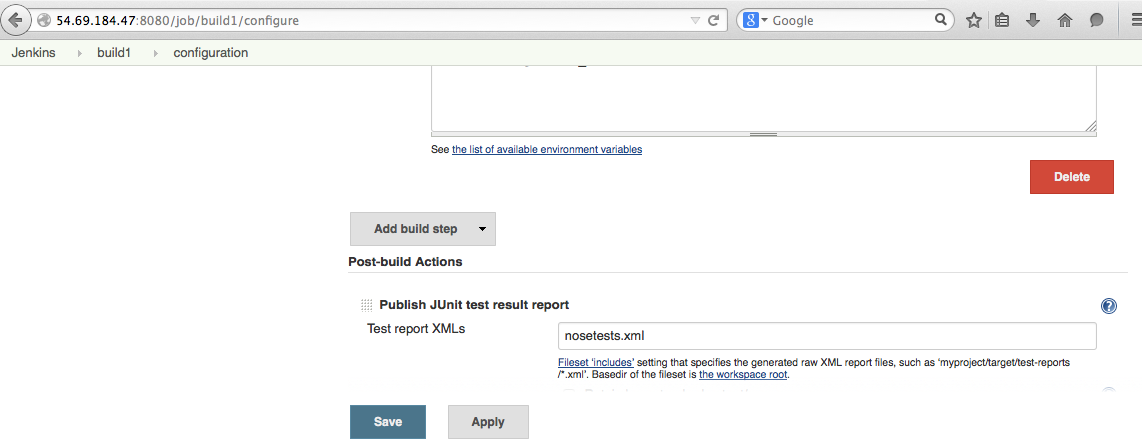 54.69.184.47:8080/job/build1/configure
Google
Jenkins build1 configuration
See the list of available environment variables
Delete
Add build step
Post-build Actions
Publish JUnit test result report
Test report XMLs
nosetests.xml
Fileset 'includes' setting that specifies the generated raw XML report files, such as 'myproject/target/test-reports
/*.xml'. Basedir of the fileset is the workspace root.
Save Apply